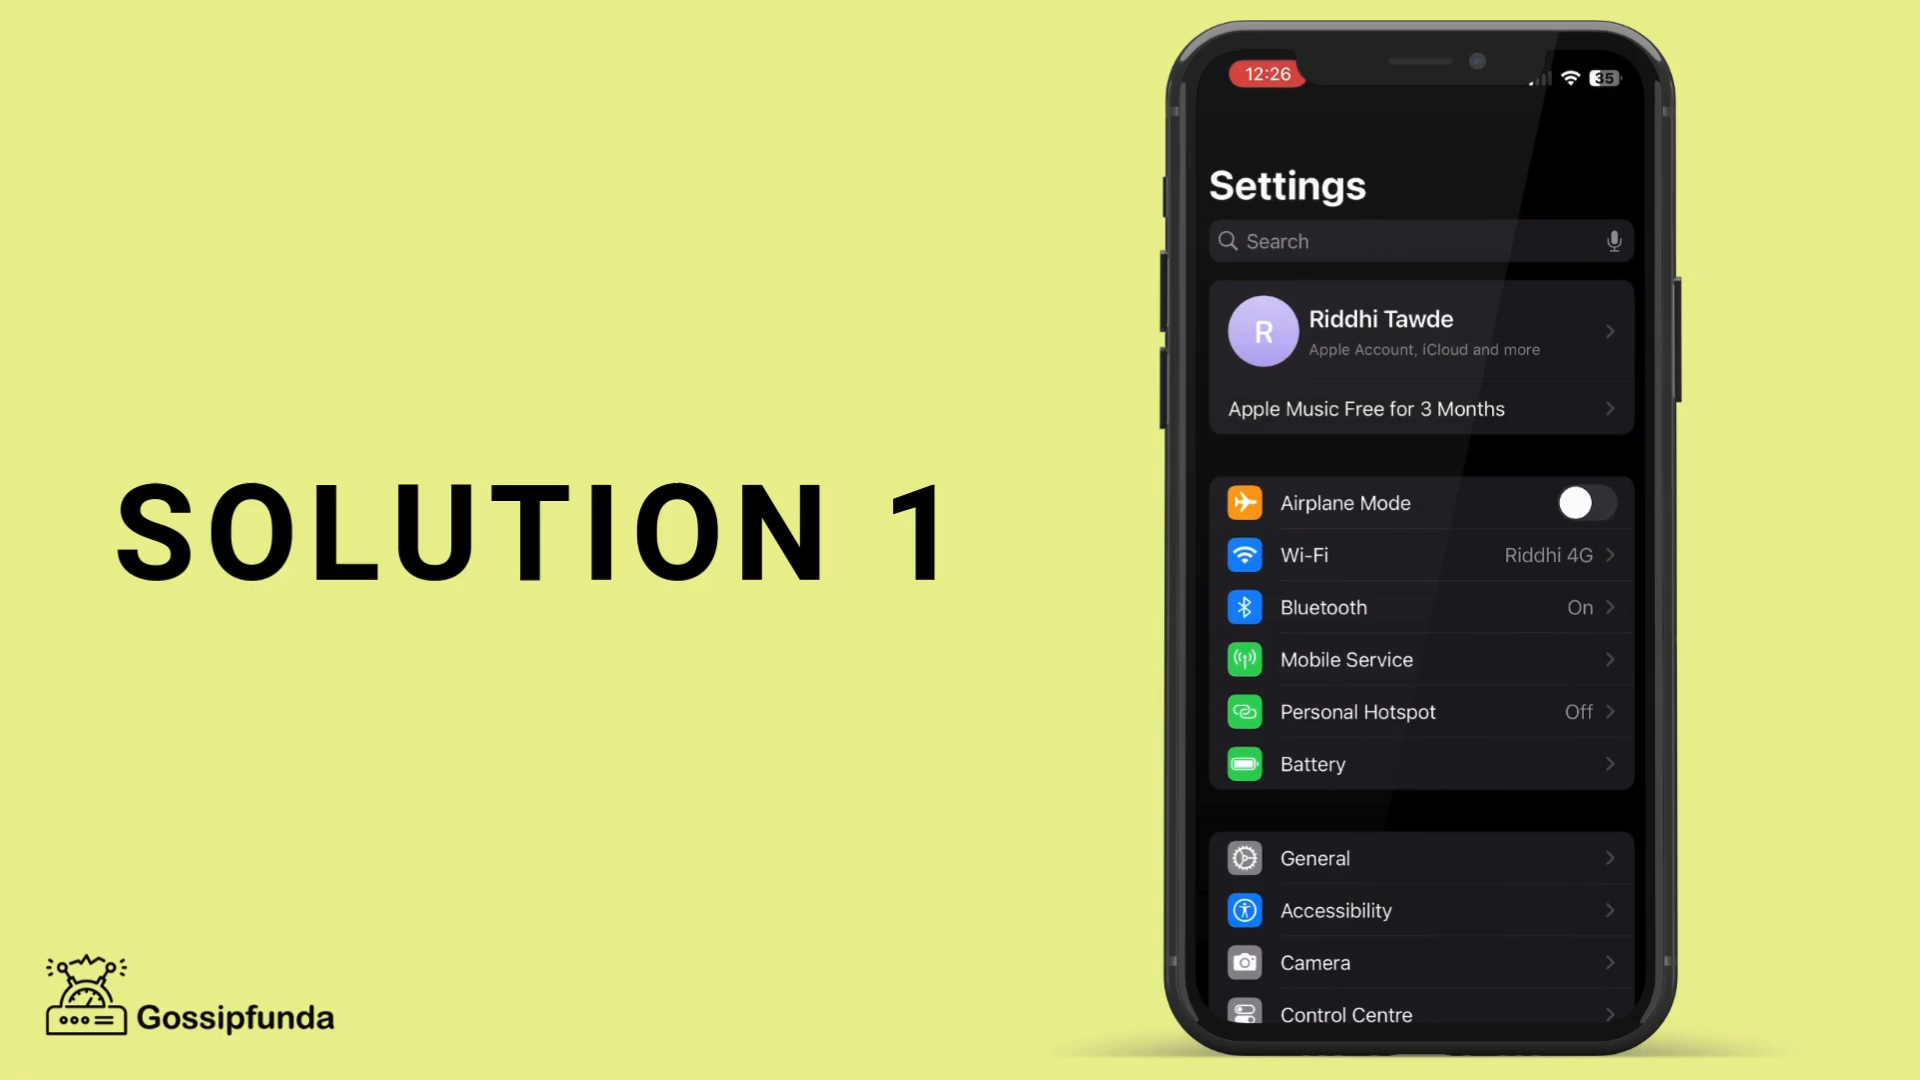 SOLUTION 1
Gossipfunda
12:26
35
Settings
Search
R
Riddhi Tawde
Apple Account, iCloud and more
Apple Music Free for 3 Months
Airplane Mode
Wi-Fi Riddhi 4G
Bluetooth On
Mobile Service
Personal Hotspot Off
Battery
General
Accessibility
Camera
Control Centre